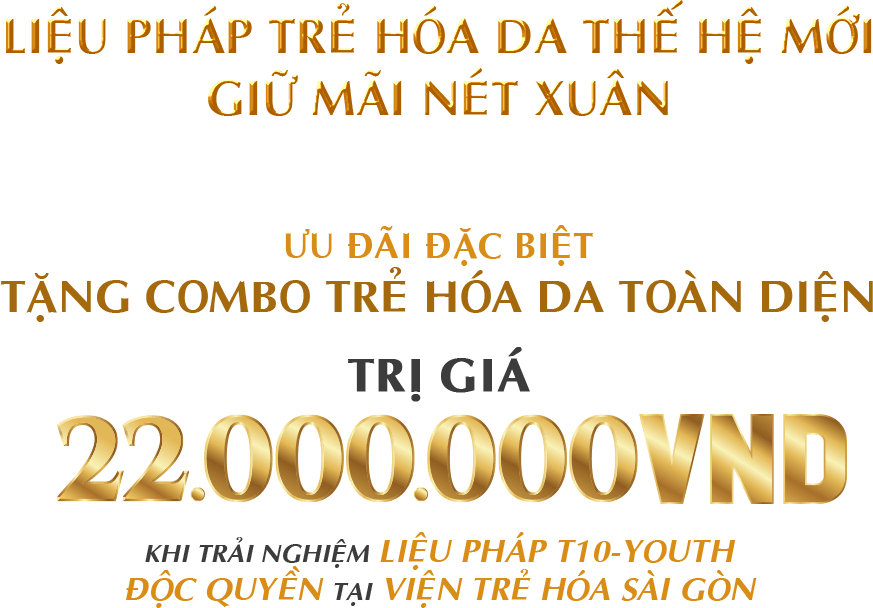 LIỆU PHÁP TRẺ HÓA DA THẾ HỆ MỚI
GIỮ MÃI NÉT XUÂN
ƯU ĐÃI ĐẶC BIỆT
TẶNG COMBO TRẺ HÓA DA TOÀN DIỆN
TRỊ GIÁ
22.000.000VND
KHI TRẢI NGHIỆM LIỆU PHÁP T10-YOUTH
ĐỘC QUYỀN TẠI VIỆN TRẺ HÓA SÀI GÒN